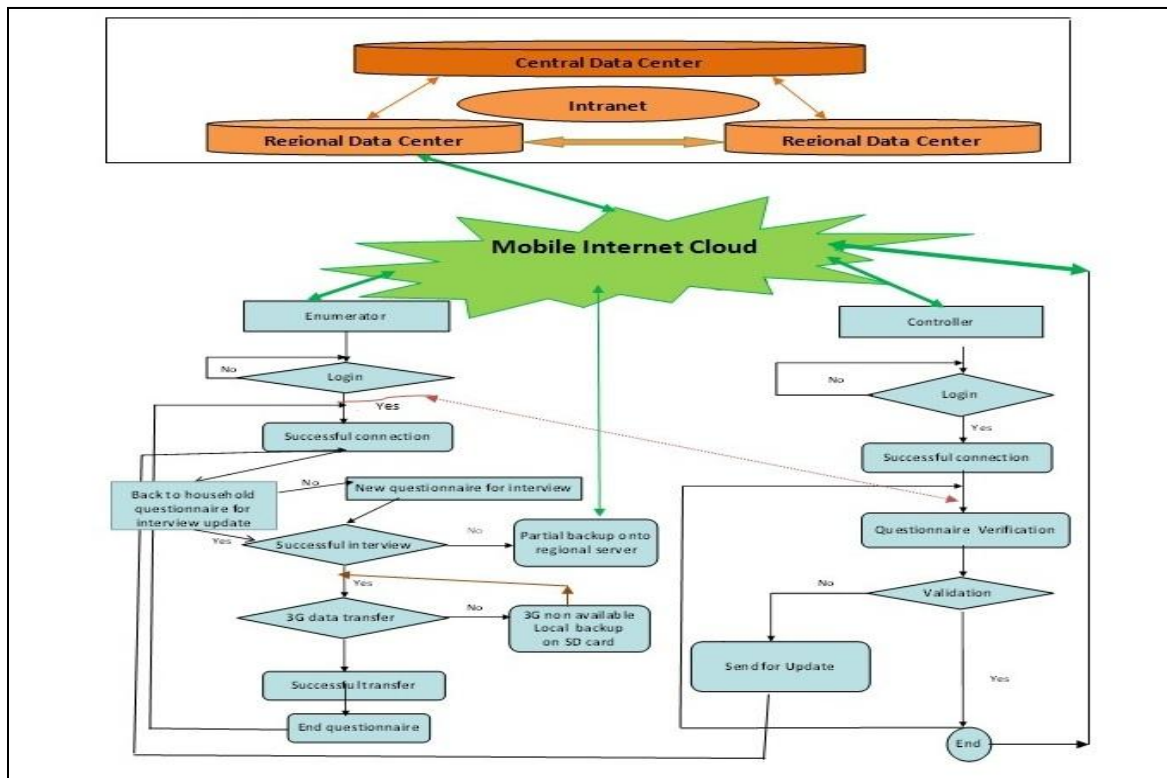 Central Data Center
Intranet
Regional Data Center
Regional Data Center
Mobile Internet Cloud
Enumerator
No
Login
Yes
Successful connection
Back to household
questionnaire for
interview update
No
New questionnaire for interview
Yes
Successful interview
No
Partial backup onto
regional server
Yes
3G data transfer
No
3G non available
Local backup
on SD card
Successful transfer
End questionnaire
Controller
No
Login
Yes
Successful connection
Questionnaire Verification
No
Validation
Send for Update
Yes
End